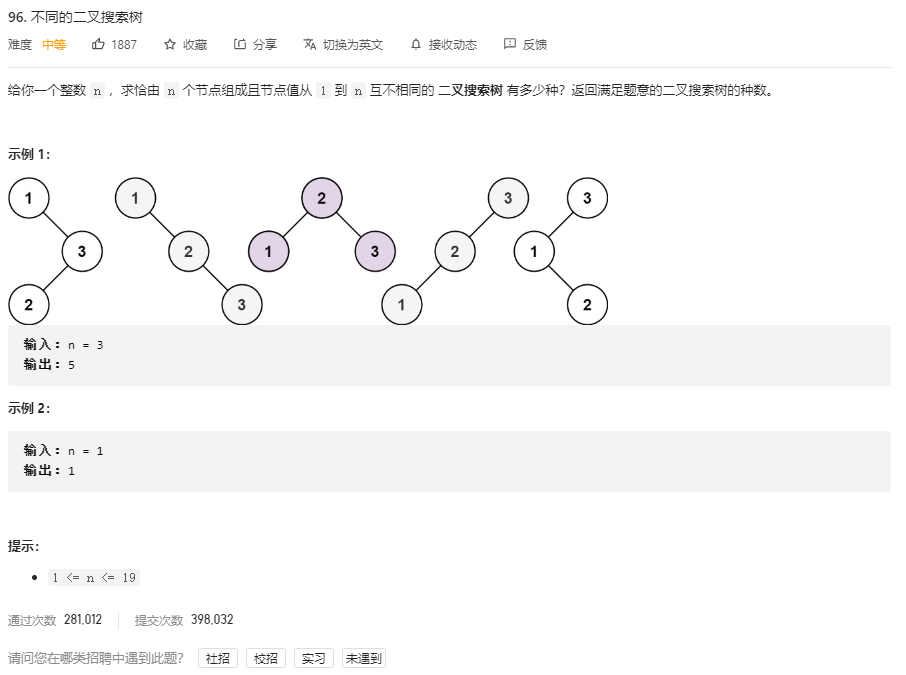 96. 不同的二叉搜索树
难度 中等 1887 收藏 分享 切换为英文 接收动态 反馈
给你一个整数 n ，求恰由 n 个节点组成且节点值从 1 到 n 互不相同的 二叉搜索树 有多少种？返回满足题意的二叉搜索树的种数。
示例 1：
1 1 2 3 3
3 2 1 3 2 1
2 3 1 2
输入：n = 3
输出：5
示例 2：
输入：n = 1
输出：1
提示：
1 <= n <= 19
通过次数 281,012 提交次数 398,032
请问您在哪类招聘中遇到此题？ 社招 校招 实习 未遇到